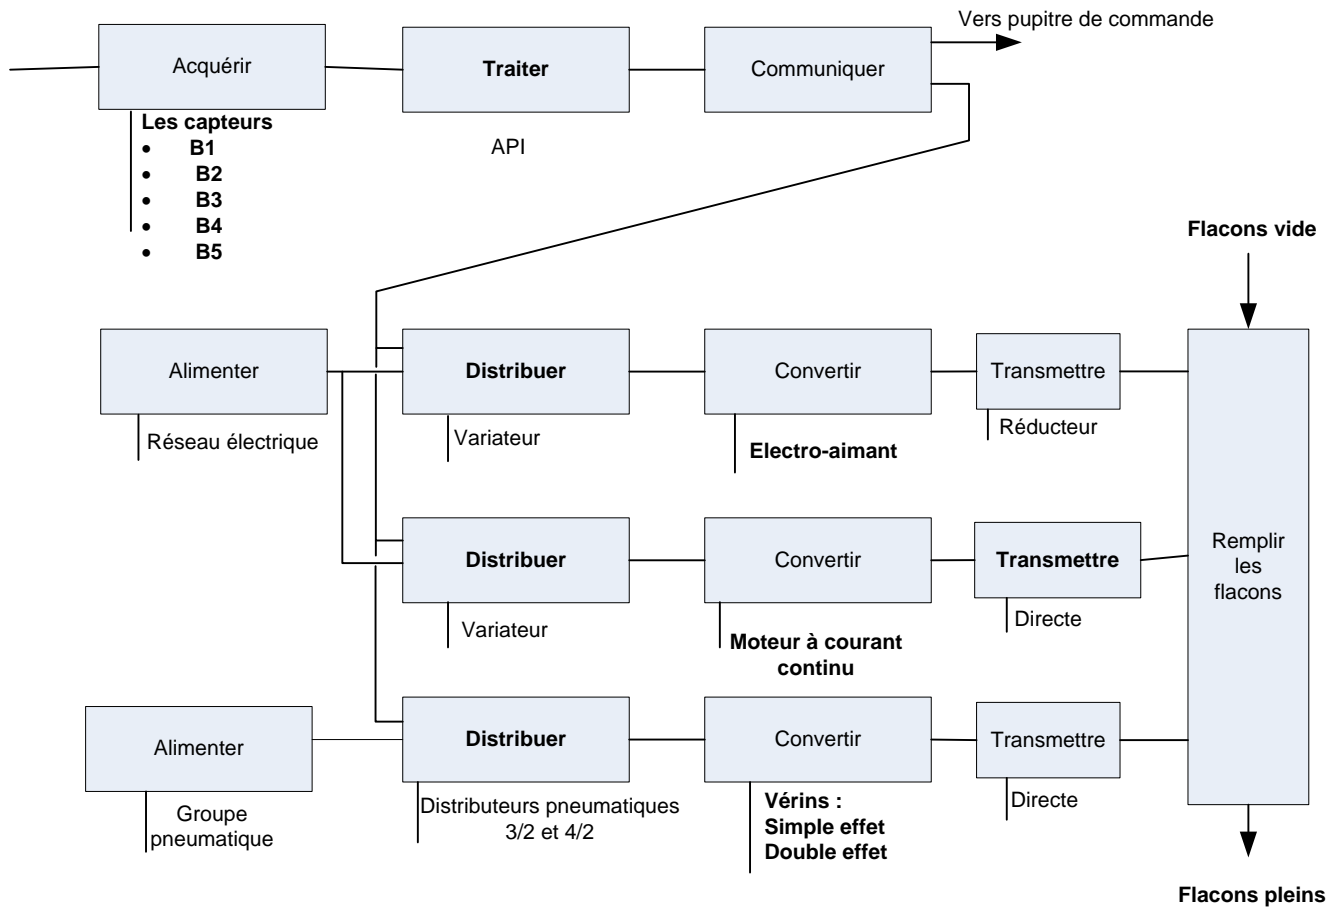 Vers pupitre de commande
Acquérir
Traiter
Communiquer
Les capteurs
• B1
• B2
• B3
• B4
• B5
API
Flacons vide
Alimenter
Distribuer
Convertir
Transmettre
Réseau électrique
Variateur
Electro-aimant
Réducteur
Distribuer
Convertir
Transmettre
Remplir
les
flacons
Variateur
Moteur à courant
continu
Directe
Alimenter
Distribuer
Convertir
Transmettre
Groupe
pneumatique
Distributeurs pneumatiques
3/2 et 4/2
Vérins :
Simple effet
Double effet
Directe
Flacons pleins